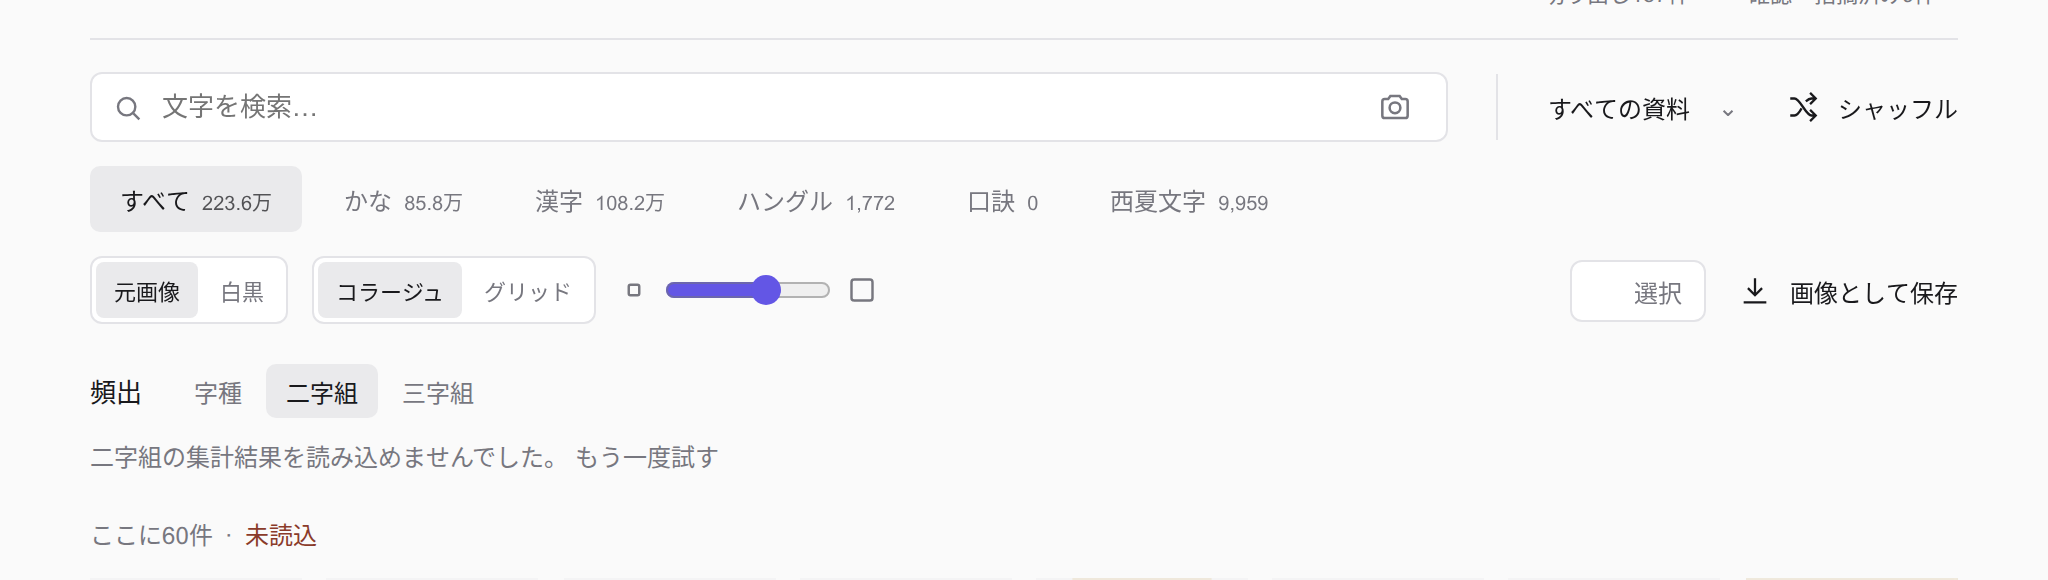 文字を検索…
すべての資料
シャッフル
すべて 223.6万 かな 85.8万 漢字 108.2万 ハングル 1,772 口訣 0 西夏文字 9,959
元画像 白黒 コラージュ グリッド 選択 画像として保存
頻出 字種 二字組 三字組
二字組の集計結果を読み込めませんでした。 もう一度試す
ここに60件 · 未読込